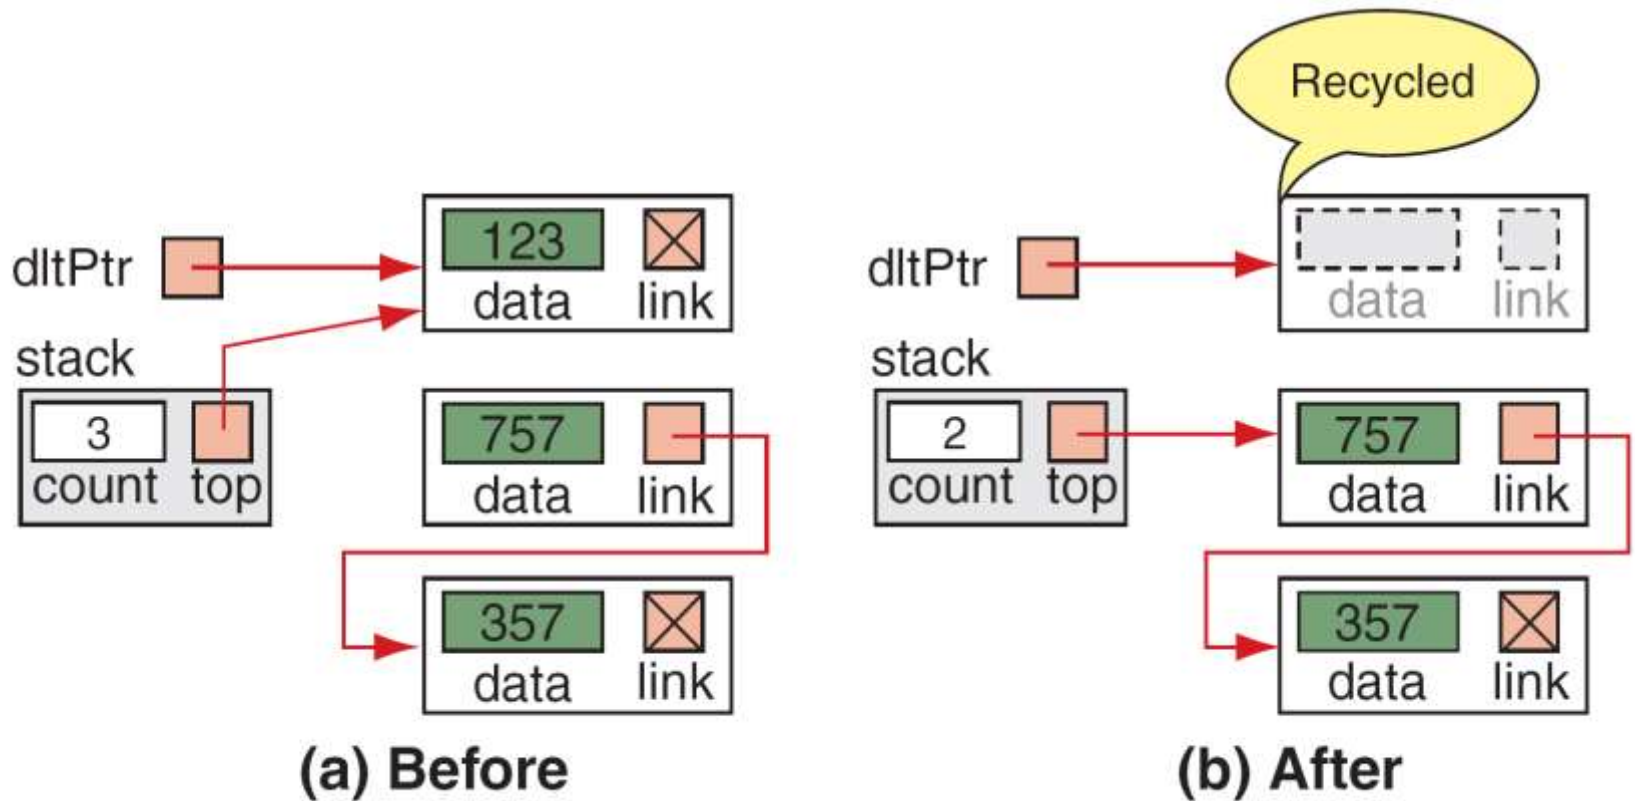 dltPtr
123
data link
stack
3
count top
757
data link
357
data link
(a) Before
Recycled
dltPtr
data link
stack
2
count top
757
data link
357
data link
(b) After